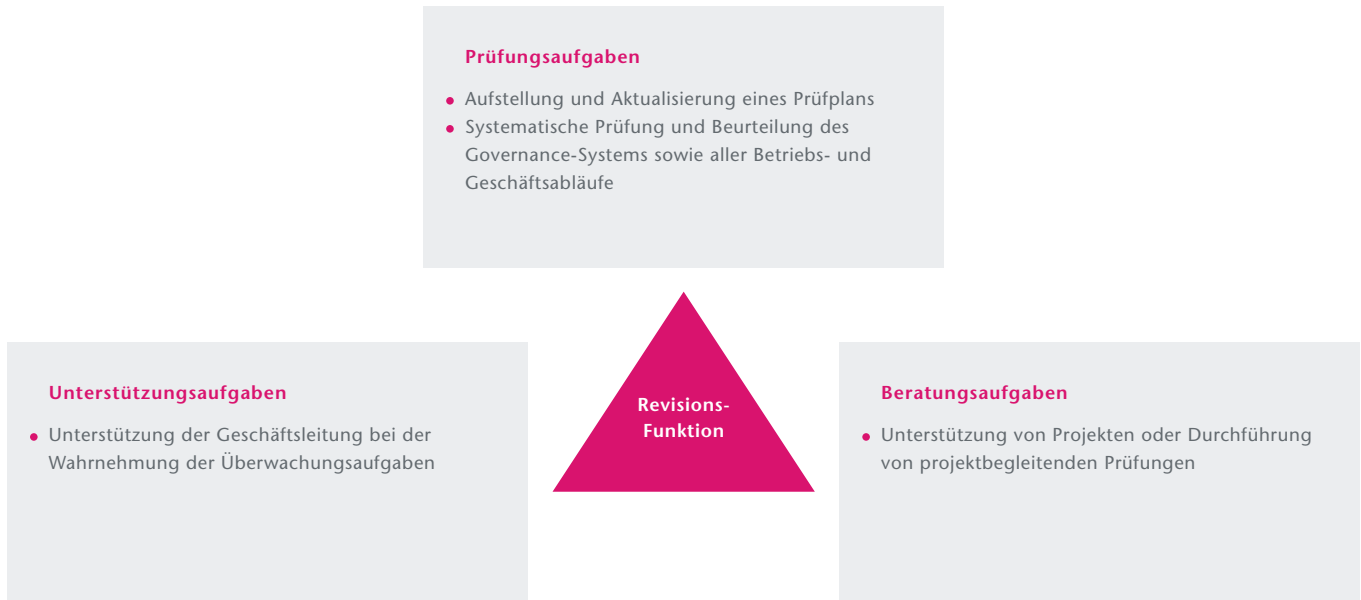 Prüfungsaufgaben
• Aufstellung und Aktualisierung eines Prüfplans
• Systematische Prüfung und Beurteilung des
Governance-Systems sowie aller Betriebs- und
Geschäftsabläufe
Unterstützungsaufgaben
• Unterstützung der Geschäftsleitung bei der
Wahrnehmung der Überwachungsaufgaben
Revisions-
Funktion
Beratungsaufgaben
• Unterstützung von Projekten oder Durchführung
von projektbegleitenden Prüfungen